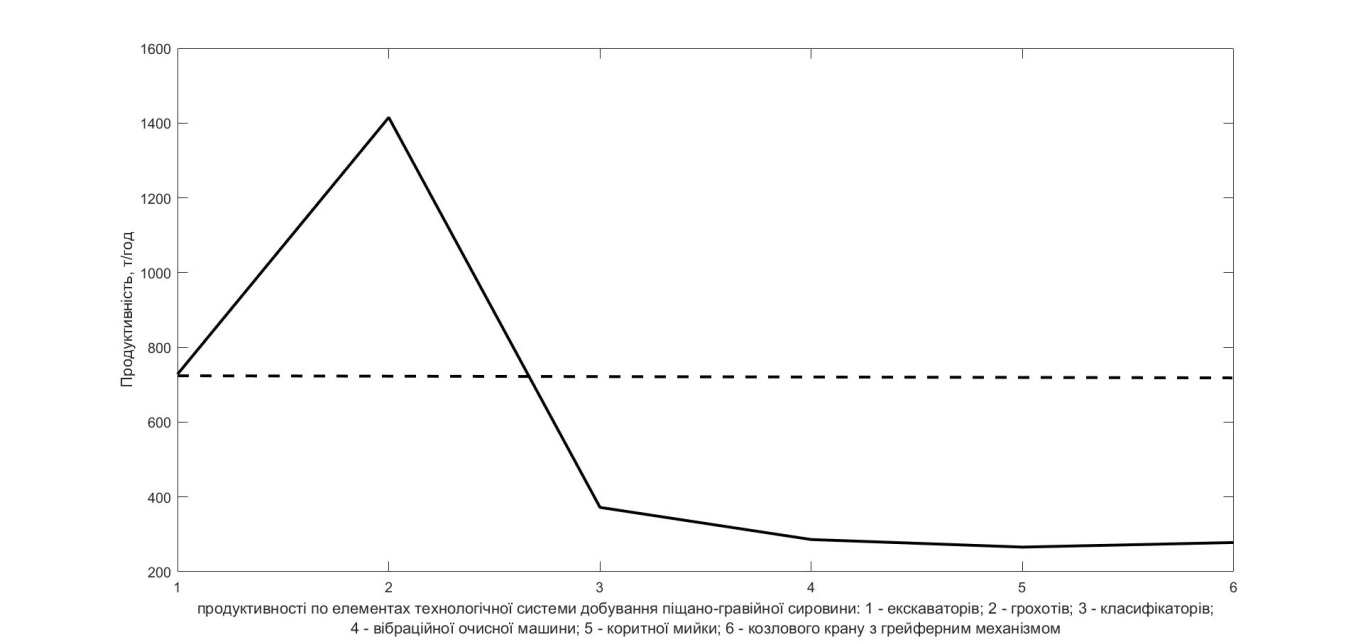 1600
1400
1200
1000
800
600
400
200
Продуктивність, т/год
1 2 3 4 5 6
продуктивності по елементах технологічної системи добування піщано-гравійної сировини: 1 - екскаваторів; 2 - грохотів; 3 - класифікаторів;
4 - вібраційної очисної машини; 5 - коритної мийки; 6 - козлового крану з грейферним механізмом